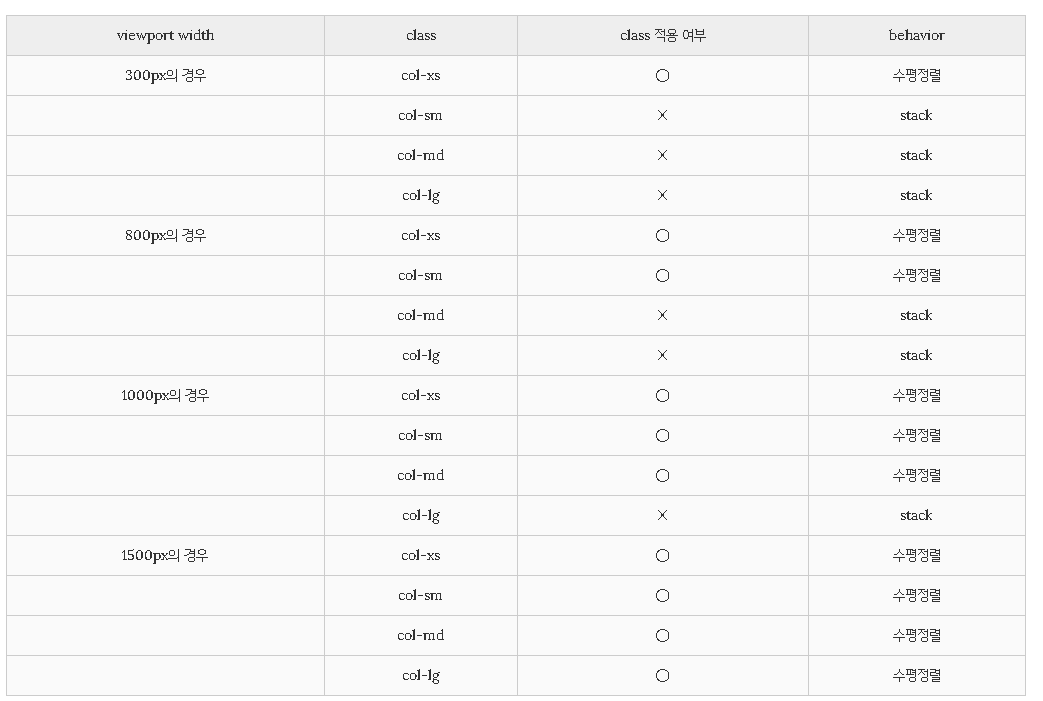 viewport width class class 적용 여부 behavior
300px의 경우 col-xs ○ 수평정렬
col-sm × stack
col-md × stack
col-lg × stack
800px의 경우 col-xs ○ 수평정렬
col-sm ○ 수평정렬
col-md × stack
col-lg × stack
1000px의 경우 col-xs ○ 수평정렬
col-sm ○ 수평정렬
col-md ○ 수평정렬
col-lg × stack
1500px의 경우 col-xs ○ 수평정렬
col-sm ○ 수평정렬
col-md ○ 수평정렬
col-lg ○ 수평정렬